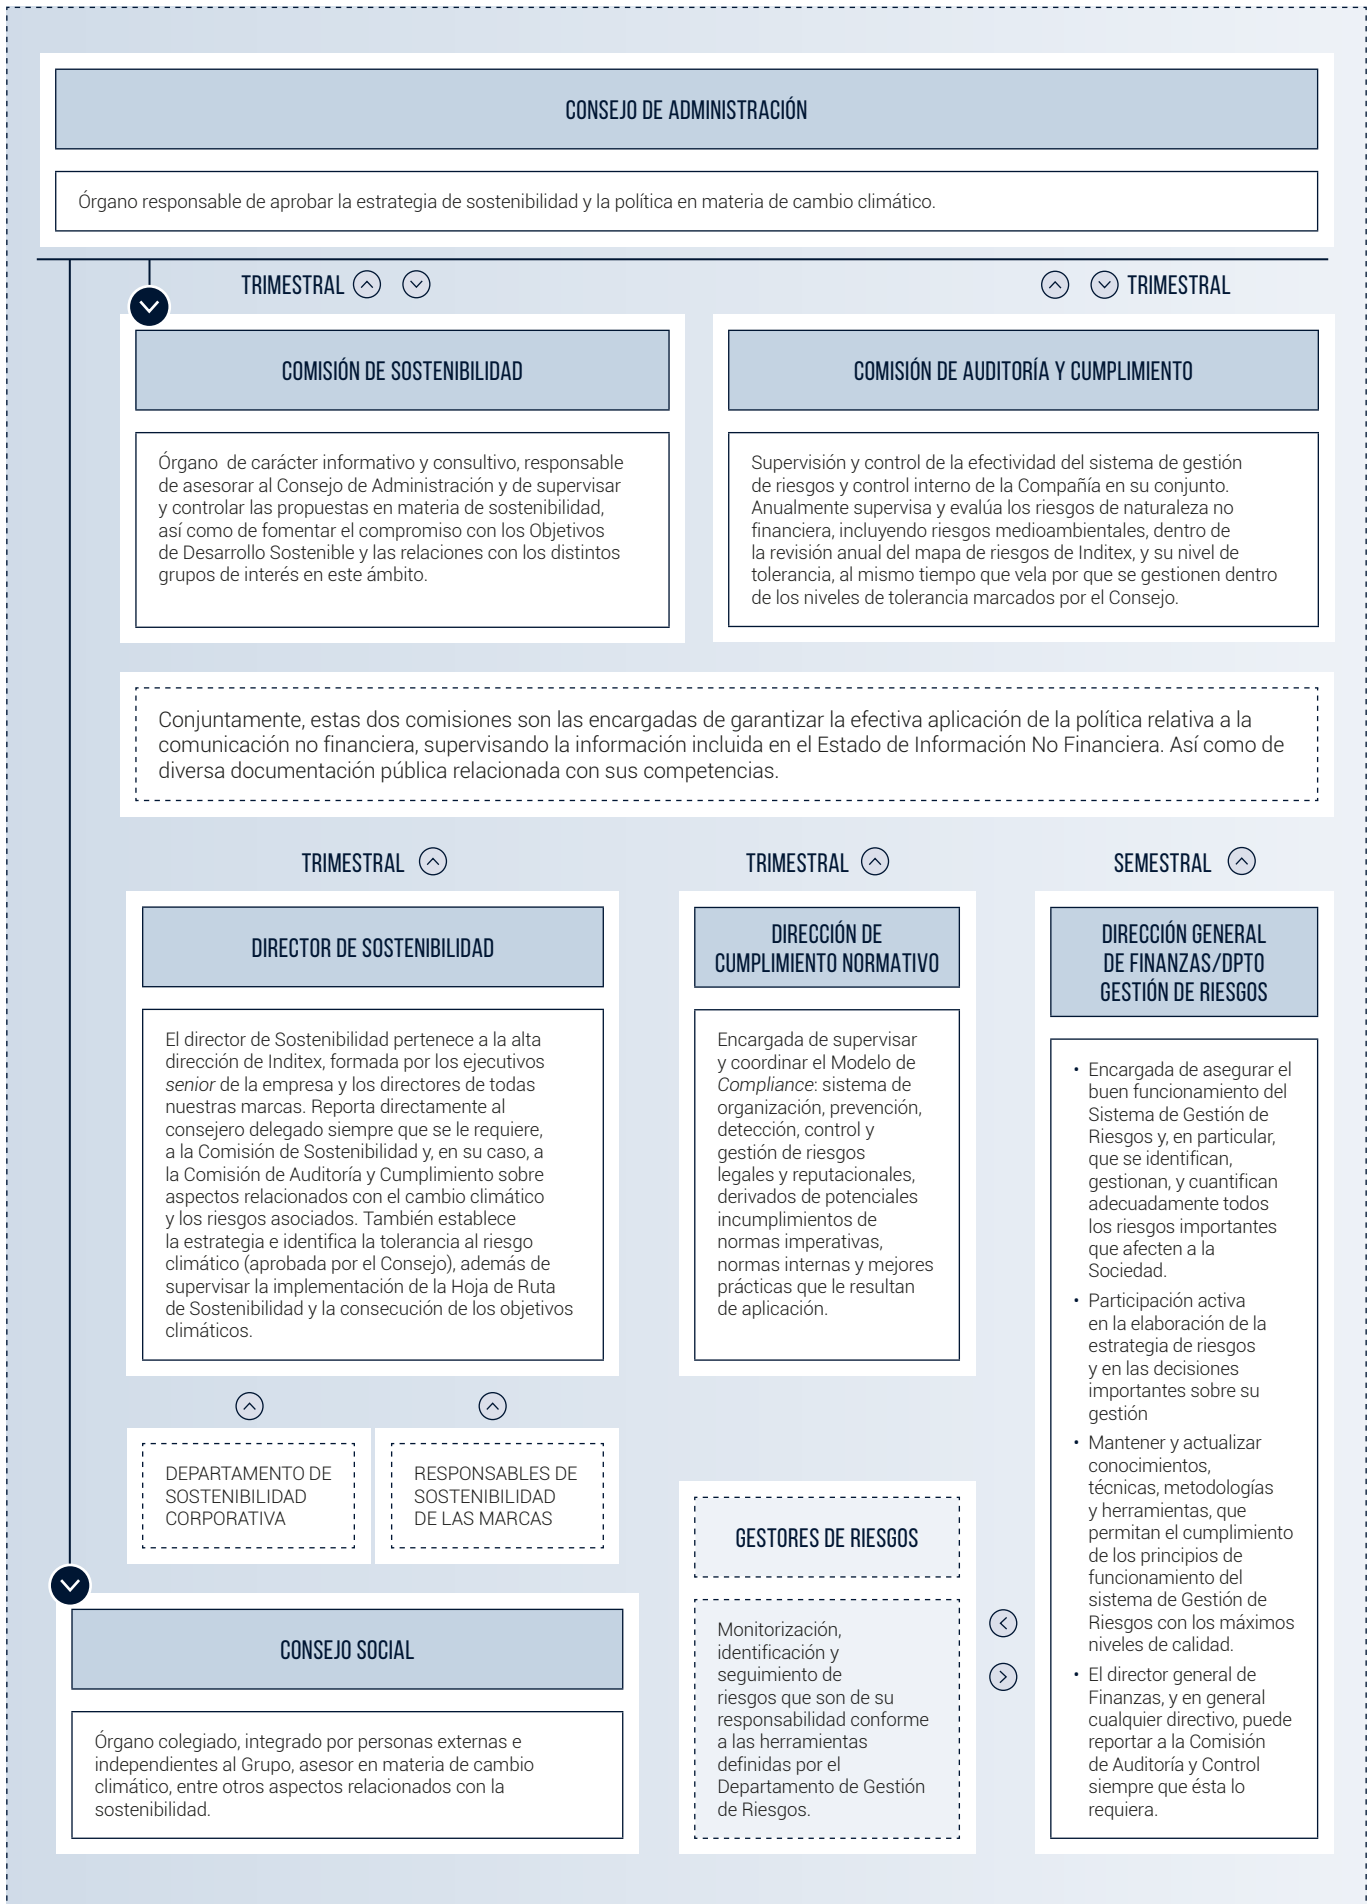 CONSEJO DE ADMINISTRACIÓN
Órgano responsable de aprobar la estrategia de sostenibilidad y la política en materia de cambio climático.
TRIMESTRAL
TRIMESTRAL
COMISIÓN DE SOSTENIBILIDAD
Órgano de carácter informativo y consultivo, responsable
de asesorar al Consejo de Administración y de supervisar
y controlar las propuestas en materia de sostenibilidad,
así como de fomentar el compromiso con los Objetivos
de Desarrollo Sostenible y las relaciones con los distintos
grupos de interés en este ámbito.
COMISIÓN DE AUDITORÍA Y CUMPLIMIENTO
Supervisión y control de la efectividad del sistema de gestión
de riesgos y control interno de la Compañía en su conjunto.
Anualmente supervisa y evalúa los riesgos de naturaleza no
financiera, incluyendo riesgos medioambientales, dentro de
la revisión anual del mapa de riesgos de Inditex, y su nivel de
tolerancia, al mismo tiempo que vela por que se gestionen dentro
de los niveles de tolerancia marcados por el Consejo.
Conjuntamente, estas dos comisiones son las encargadas de garantizar la efectiva aplicación de la política relativa a la
comunicación no financiera, supervisando la información incluida en el Estado de Información No Financiera. Así como de
diversa documentación pública relacionada con sus competencias.
TRIMESTRAL
DIRECTOR DE SOSTENIBILIDAD
El director de Sostenibilidad pertenece a la alta
dirección de Inditex, formada por los ejecutivos
senior de la empresa y los directores de todas
nuestras marcas. Reporta directamente al
consejero delegado siempre que se le requiere,
a la Comisión de Sostenibilidad y, en su caso, a
la Comisión de Auditoría y Cumplimiento sobre
aspectos relacionados con el cambio climático
y los riesgos asociados. También establece
la estrategia e identifica la tolerancia al riesgo
climático (aprobada por el Consejo), además de
supervisar la implementación de la Hoja de Ruta
de Sostenibilidad y la consecución de los objetivos
climáticos.
DEPARTAMENTO DE
SOSTENIBILIDAD
CORPORATIVA
RESPONSABLES DE
SOSTENIBILIDAD
DE LAS MARCAS
CONSEJO SOCIAL
Órgano colegiado, integrado por personas externas e
independientes al Grupo, asesor en materia de cambio
climático, entre otros aspectos relacionados con la
sostenibilidad.
TRIMESTRAL
DIRECCIÓN DE
CUMPLIMIENTO NORMATIVO
Encargada de supervisar
y coordinar el Modelo de
Compliance: sistema de
organización, prevención,
detección, control y
gestión de riesgos
legales y reputacionales,
derivados de potenciales
incumplimientos de
normas imperativas,
normas internas y mejores
prácticas que le resultan
de aplicación.
GESTORES DE RIESGOS
Monitorización,
identificación y
seguimiento de
riesgos que son de su
responsabilidad conforme
a las herramientas
definidas por el
Departamento de Gestión
de Riesgos.
SEMESTRAL
DIRECCIÓN GENERAL
DE FINANZAS/DPTO
GESTIÓN DE RIESGOS
• Encargada de asegurar el
buen funcionamiento del
Sistema de Gestión de
Riesgos y, en particular,
que se identifican,
gestionan, y cuantifican
adecuadamente todos
los riesgos importantes
que afecten a la
Sociedad.
• Participación activa
en la elaboración de la
estrategia de riesgos
y en las decisiones
importantes sobre su
gestión
• Mantener y actualizar
conocimientos,
técnicas, metodologías
y herramientas, que
permitan el cumplimiento
de los principios de
funcionamiento del
sistema de Gestión de
Riesgos con los máximos
niveles de calidad.
• El director general de
Finanzas, y en general
cualquier directivo, puede
reportar a la Comisión
de Auditoría y Control
siempre que ésta lo
requiera.